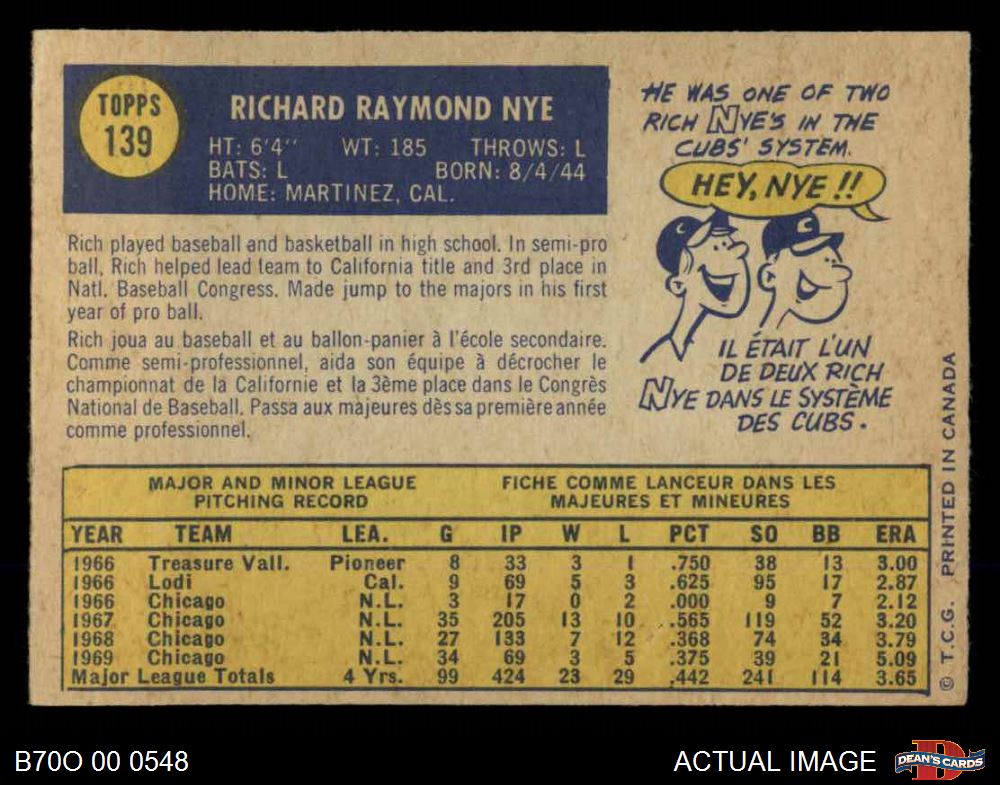 TOPPS
139
RICHARD RAYMOND NYE
HT: 6'4'' WT: 185 THROWS: L
BATS: L BORN: 8/4/44
HOME: MARTINEZ, CAL.
Rich played baseball and basketball in high school. In semi-pro
ball, Rich helped lead team to California title and 3rd place in
Natl. Baseball Congress. Made jump to the majors in his first
year of pro ball.
Rich joua au baseball et au ballon-panier à l'école secondaire.
Comme semi-professionnel, aida son équipe à décrocher le
championnat de la Californie et la 3ème place dans le Congrès
National de Baseball. Passa aux majeures dès sa première année
comme professionnel.
HE WAS ONE OF TWO
RICH NYE'S IN THE
CUBS' SYSTEM.
HEY, NYE !!
C
C
IL ÉTAIT L'UN
DE DEUX RICH
NYE DANS LE SYSTÈME
DES CUBS.
MAJOR AND MINOR LEAGUE
PITCHING RECORD
FICHE COMME LANCEUR DANS LES
MAJEURES ET MINEURES
YEAR TEAM LEA. G IP W L PCT SO BB ERA
1966 Treasure Vall. Pioneer 8 33 3 1 .750 38 13 3.00
1966 Lodi Cal. 9 69 5 3 .625 95 17 2.87
1966 Chicago N.L. 3 17 0 2 .000 9 7 2.12
1967 Chicago N.L. 35 205 13 10 .565 119 52 3.20
1968 Chicago N.L. 27 133 7 12 .368 74 34 3.79
1969 Chicago N.L. 34 69 3 5 .375 39 21 5.09
Major League Totals 4 Yrs. 99 424 23 29 .442 241 114 3.65
© T.C.G. PRINTED IN CANADA
B70O 00 0548
ACTUAL IMAGE
D
DEAN'S CARDS